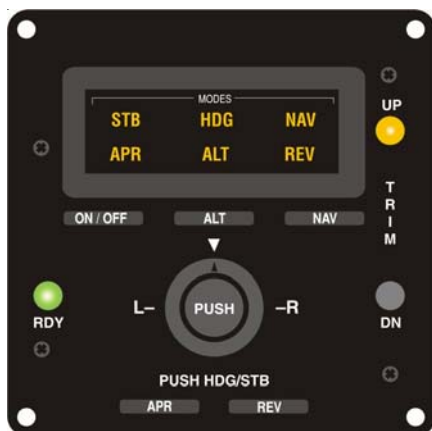 MODES
STB HDG NAV
APR ALT REV
UP
TRIM
ON / OFF ALT NAV
L– PUSH –R
RDY
DN
PUSH HDG/STB
APR REV